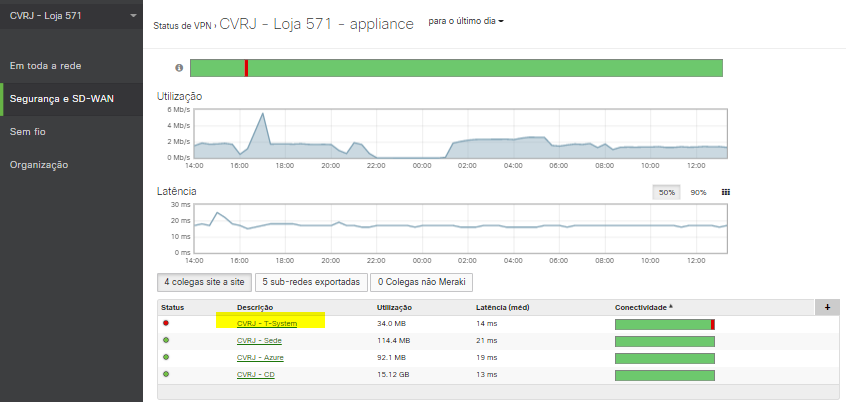 CVRJ - Loja 571
Status de VPN › CVRJ - Loja 571 - appliance
para o último dia
Em toda a rede
Segurança e SD-WAN
Sem fio
Organização
Utilização
6 Mb/s
4 Mb/s
2 Mb/s
0 Mb/s
14:00 16:00 18:00 20:00 22:00 00:00 02:00 04:00 06:00 08:00 10:00 12:00
Latência
50% 90%
30 ms
20 ms
10 ms
0 ms
14:00 16:00 18:00 20:00 22:00 00:00 02:00 04:00 06:00 08:00 10:00 12:00
4 colegas site a site 5 sub-redes exportadas 0 Colegas não Meraki
Status Descrição Utilização Latência (méd) Conectividade +
CVRJ - T-System 34.0 MB 14 ms
CVRJ - Sede 114.4 MB 21 ms
CVRJ - Azure 92.1 MB 19 ms
CVRJ - CD 15.12 GB 13 ms